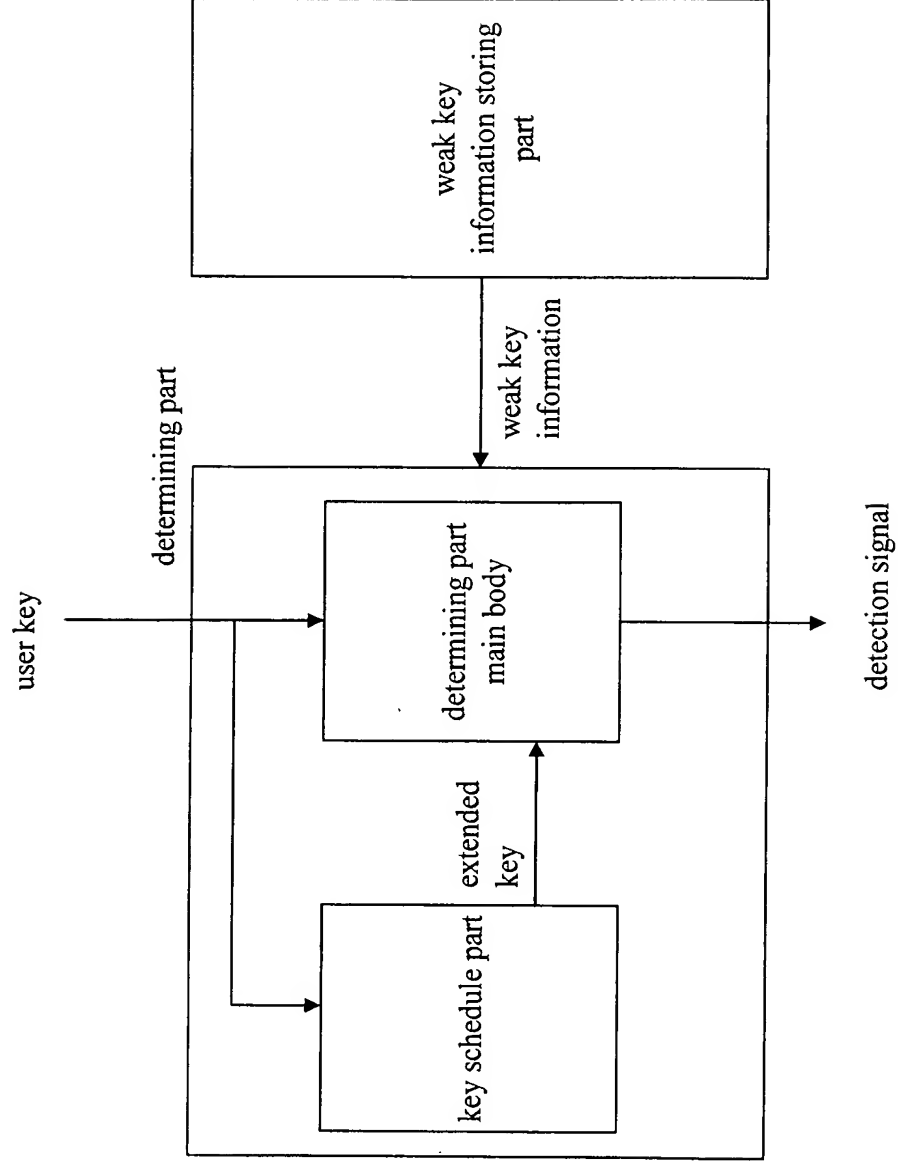 user key
determining part
key schedule part
extended
key
determining part
main body
weak key
information
weak key
information storing
part
detection signal